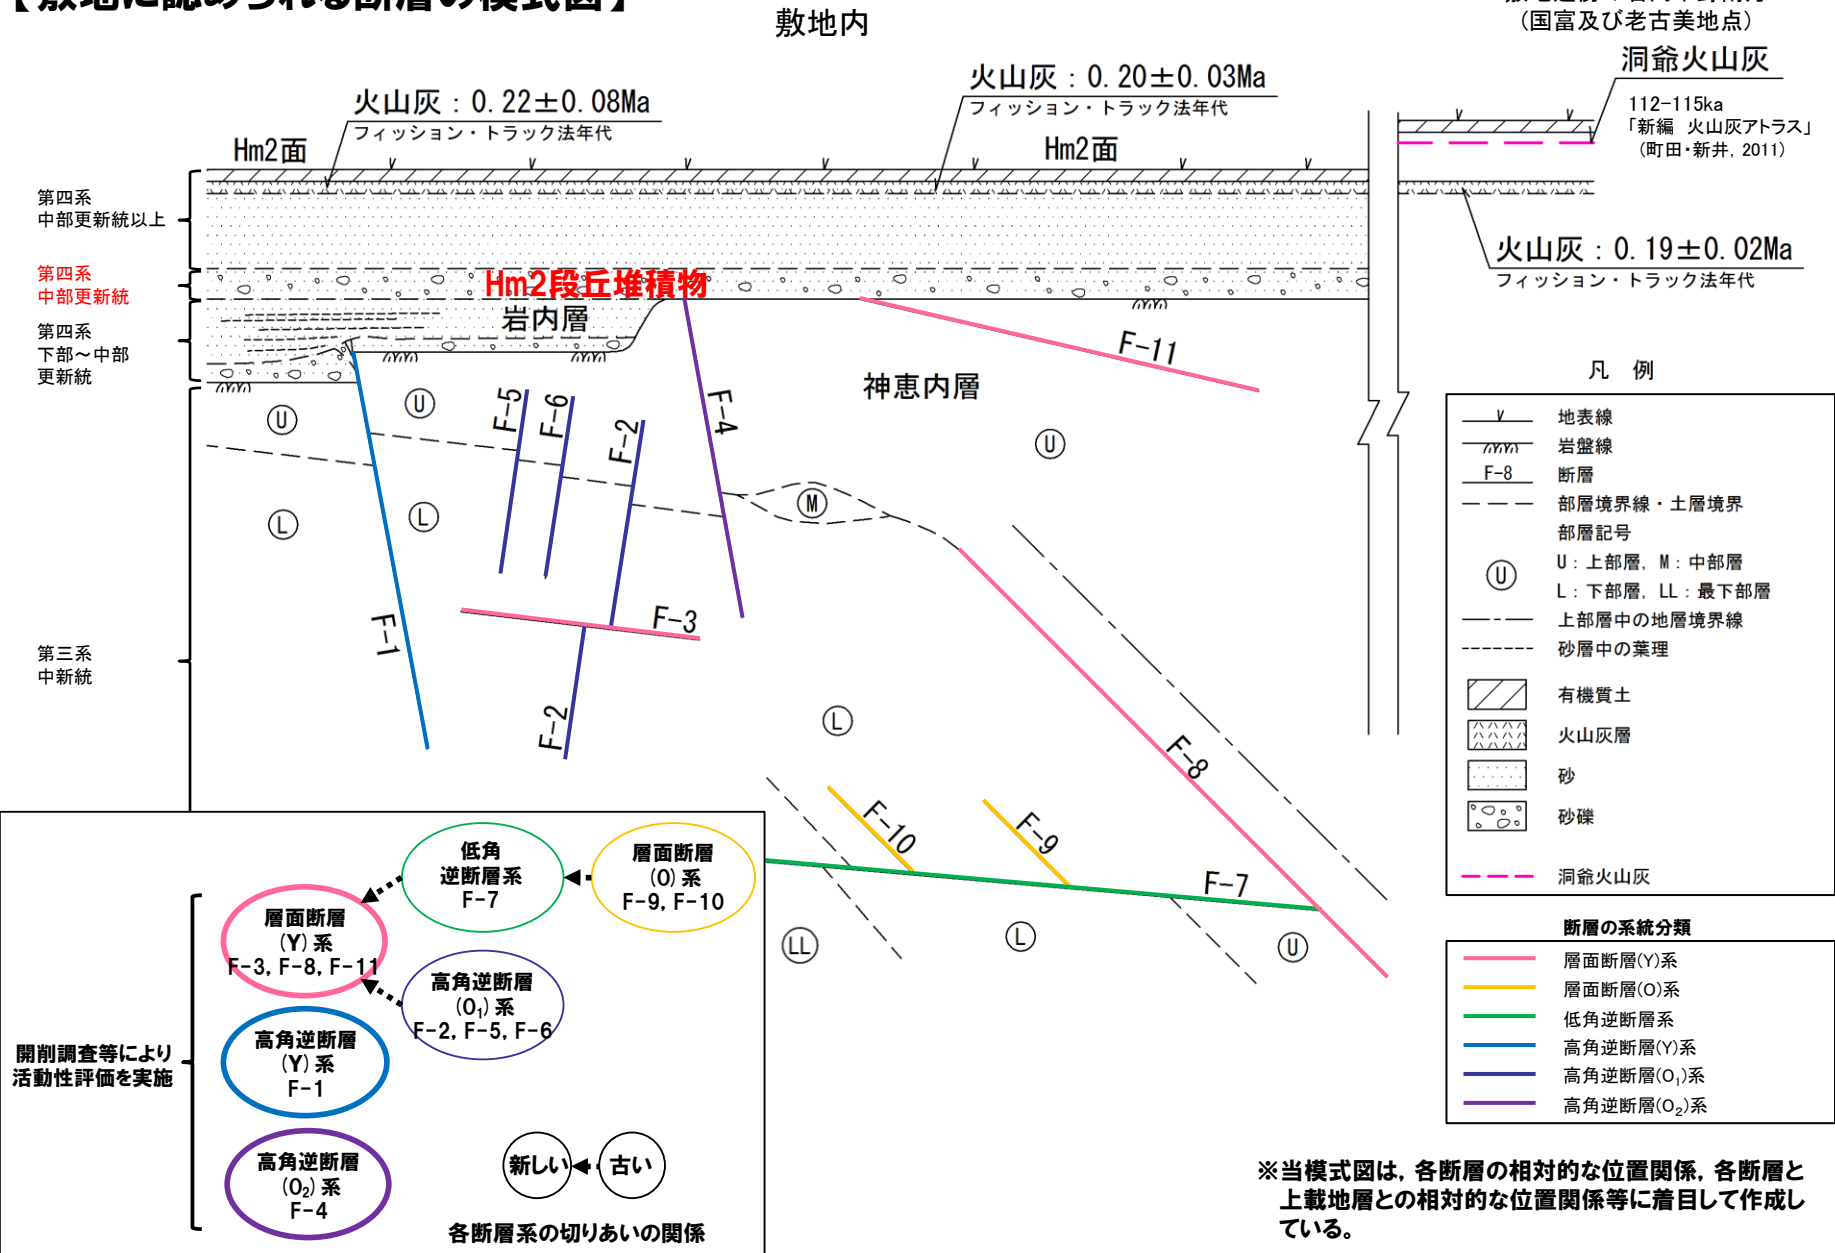 【敷地に認められる断層の模式図】
敷地内
(国富及び老古美地点)
洞爺火山灰
112-115ka
「新編 火山灰アトラス」
(町田・新井, 2011)
火山灰：0.22±0.08Ma
フィッション・トラック法年代
火山灰：0.20±0.03Ma
フィッション・トラック法年代
火山灰：0.19±0.02Ma
フィッション・トラック法年代
Hm2面
Hm2面
第四系
中部更新統以上
第四系
中部更新統
第四系
下部～中部
更新統
第三系
中新統
Hm2段丘堆積物
岩内層
神恵内層
F-11
F-5
F-6
F-2
F-4
F-1
F-3
F-2
F-8
F-10
F-9
F-7
U
U
U
M
L
L
L
LL
L
U
凡 例
地表線
岩盤線
F-8 断層
部層境界線・土層境界
部層記号
U
U：上部層, M：中部層
L：下部層, LL：最下部層
上部層中の地層境界線
砂層中の葉理
有機質土
火山灰層
砂
砂礫
洞爺火山灰
断層の系統分類
層面断層(Y)系
層面断層(O)系
低角逆断層系
高角逆断層(Y)系
高角逆断層(O₁)系
高角逆断層(O₂)系
開削調査等により
活動性評価を実施
層面断層
(Y)系
F-3, F-8, F-11
低角
逆断層系
F-7
層面断層
(O)系
F-9, F-10
高角逆断層
(O₁)系
F-2, F-5, F-6
高角逆断層
(Y)系
F-1
高角逆断層
(O₂)系
F-4
新しい
古い
各断層系の切りあいの関係
※当模式図は, 各断層の相対的な位置関係, 各断層と
上載地層との相対的な位置関係等に着目して作成し
ている。